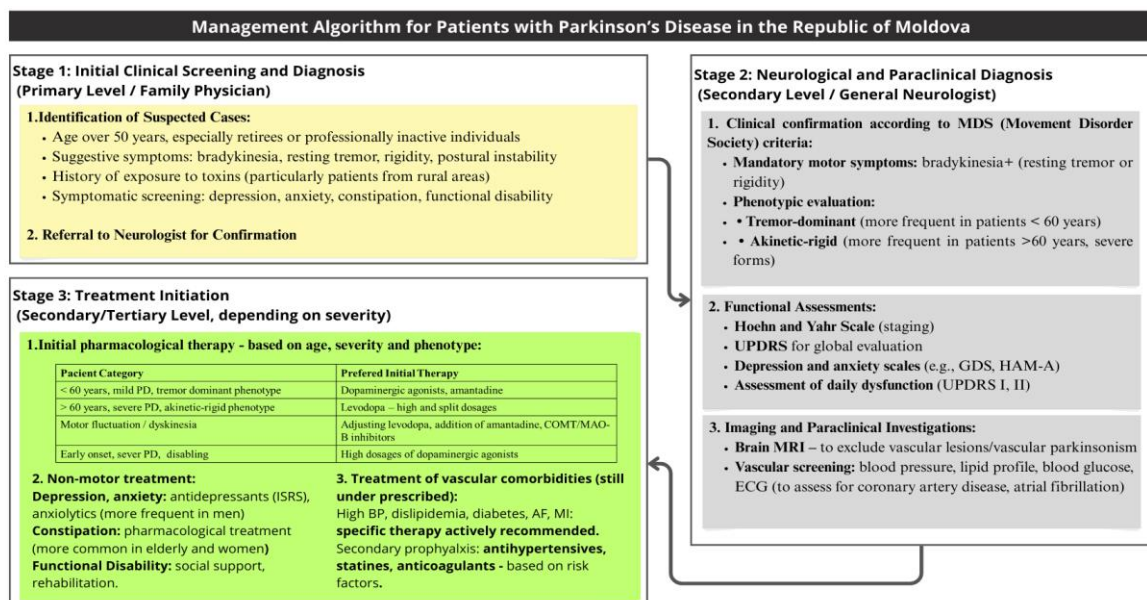 Management Algorithm for Patients with Parkinson's Disease in the Republic of Moldova
Stage 1: Initial Clinical Screening and Diagnosis
(Primary Level / Family Physician)
1.Identification of Suspected Cases:
• Age over 50 years, especially retirees or professionally inactive individuals
• Suggestive symptoms: bradykinesia, resting tremor, rigidity, postural instability
• History of exposure to toxins (particularly patients from rural areas)
• Symptomatic screening: depression, anxiety, constipation, functional disability
2. Referral to Neurologist for Confirmation
Stage 2: Neurological and Paraclinical Diagnosis
(Secondary Level / General Neurologist)
1. Clinical confirmation according to MDS (Movement Disorder
Society) criteria:
• Mandatory motor symptoms: bradykinesia+ (resting tremor or
rigidity)
• Phenotypic evaluation:
• • Tremor-dominant (more frequent in patients < 60 years)
• • Akinetic-rigid (more frequent in patients >60 years, severe
forms)
2. Functional Assessments:
• Hoehn and Yahr Scale (staging)
• UPDRS for global evaluation
• Depression and anxiety scales (e.g., GDS, HAM-A)
• Assessment of daily dysfunction (UPDRS I, II)
3. Imaging and Paraclinical Investigations:
• Brain MRI – to exclude vascular lesions/vascular parkinsonism
• Vascular screening: blood pressure, lipid profile, blood glucose,
ECG (to assess for coronary artery disease, atrial fibrillation)
Stage 3: Treatment Initiation
(Secondary/Tertiary Level, depending on severity)
1.Initial pharmacological therapy - based on age, severity and phenotype:
Pacient Category Prefered Initial Therapy
< 60 years, mild PD, tremor dominant phenotype Dopaminergic agonists, amantadine
> 60 years, severe PD, akinetic-rigid phenotype Levodopa – high and split dosages
Motor fluctuation / dyskinesia Adjusting levodopa, addition of amantadine, COMT/MAO-
B inhibitors
Early onset, sever PD, disabling High dosages of dopaminergic agonists
2. Non-motor treatment:
Depression, anxiety: antidepressants (ISRS),
anxiolytics (more frequent in men)
Constipation: pharmacological treatment
(more common in elderly and women)
Functional Disability: social support,
rehabilitation.
3. Treatment of vascular comorbidities (still
under prescribed):
High BP, dislipidemia, diabetes, AF, MI:
specific therapy actively recommended.
Secondary prophyalxis: antihypertensives,
statines, anticoagulants - based on risk
factors.